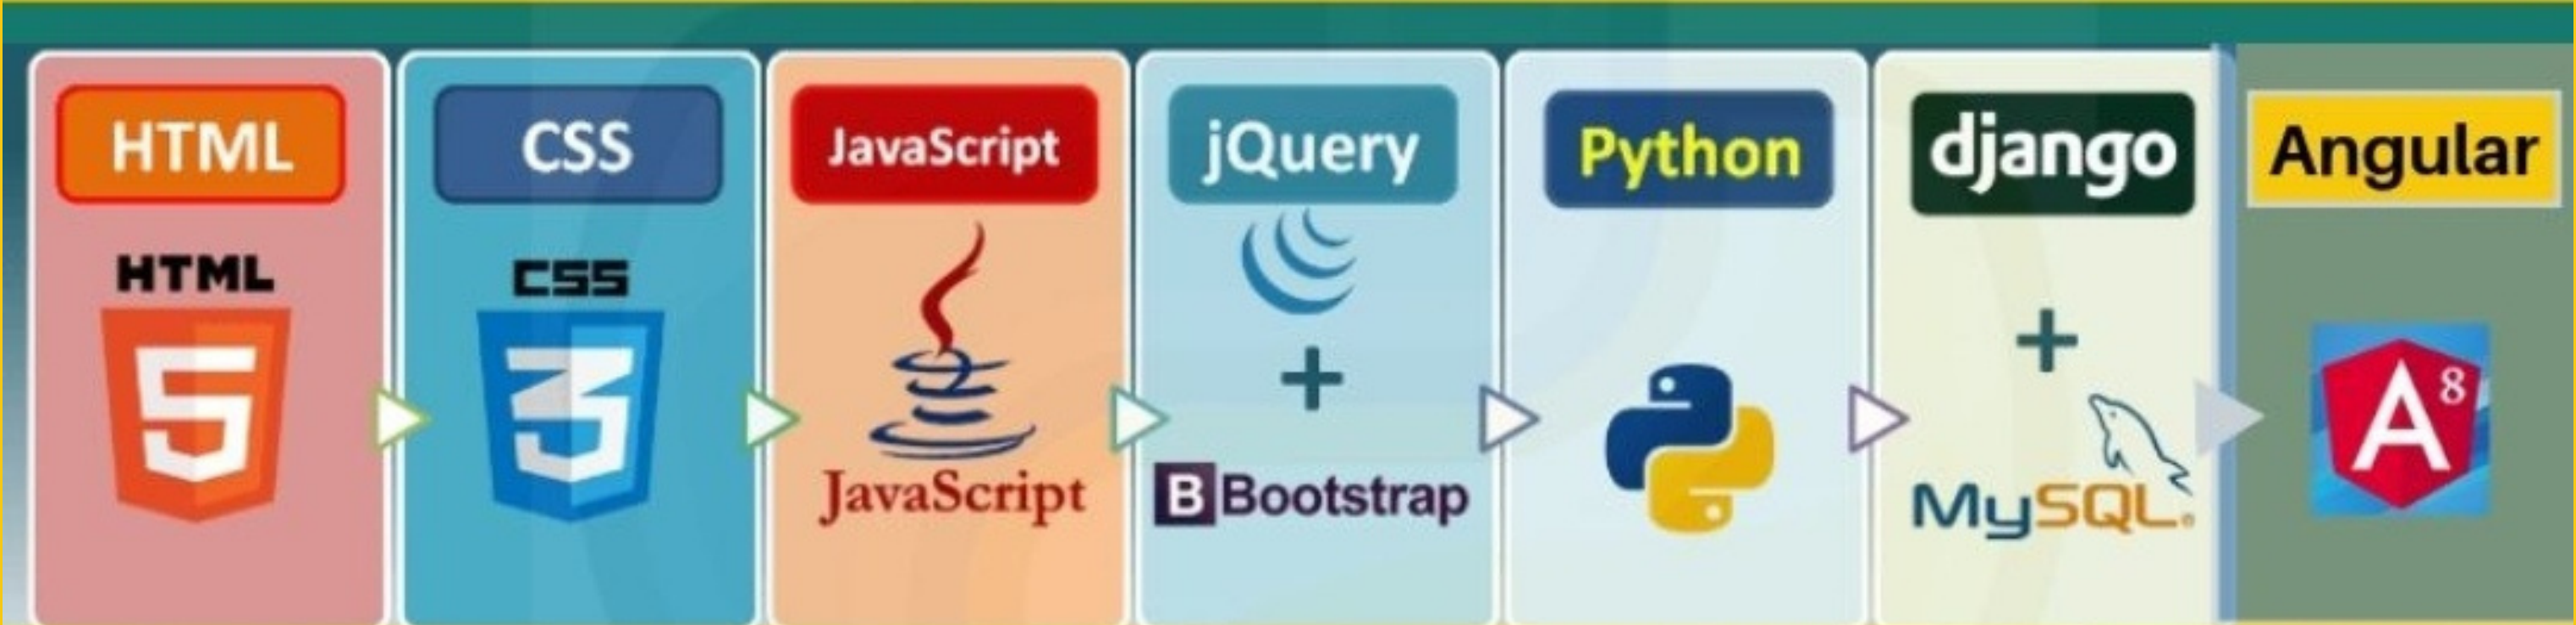 HTML
HTML
5
CSS
CSS
3
JavaScript
JavaScript
jQuery
+
B Bootstrap
Python
django
+
MySQL®
Angular
A 8